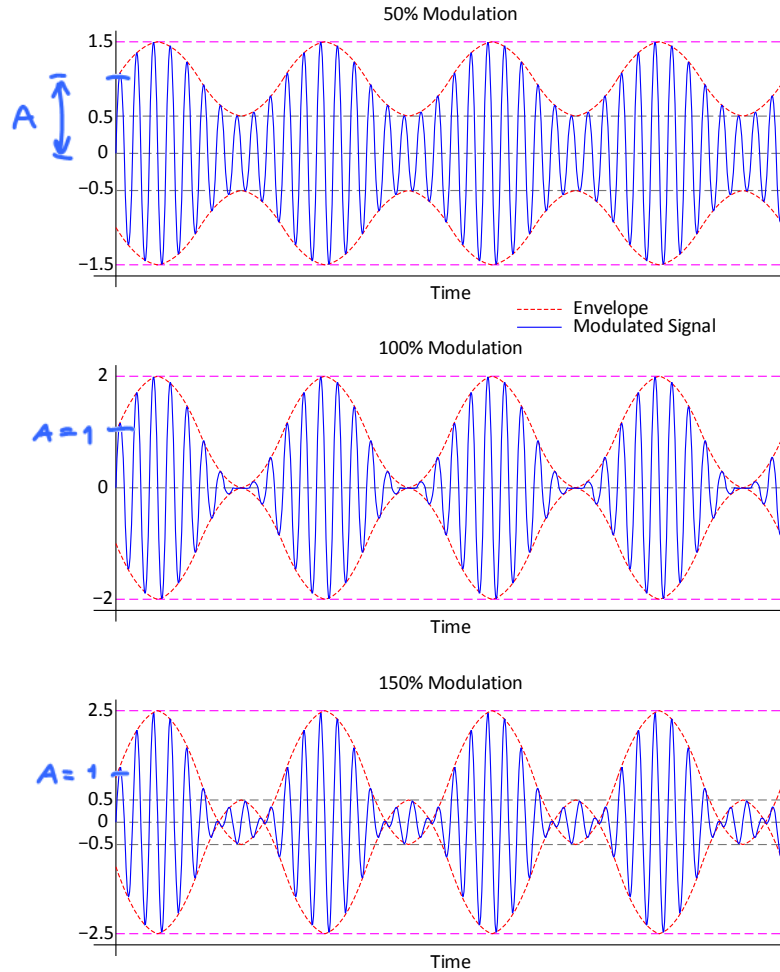 50% Modulation
1.5
A
0.5
0
−0.5
−1.5
Time
Envelope
Modulated Signal
100% Modulation
2
A = 1
0
−2
Time
150% Modulation
2.5
A = 1
0.5
0
−0.5
−2.5
Time